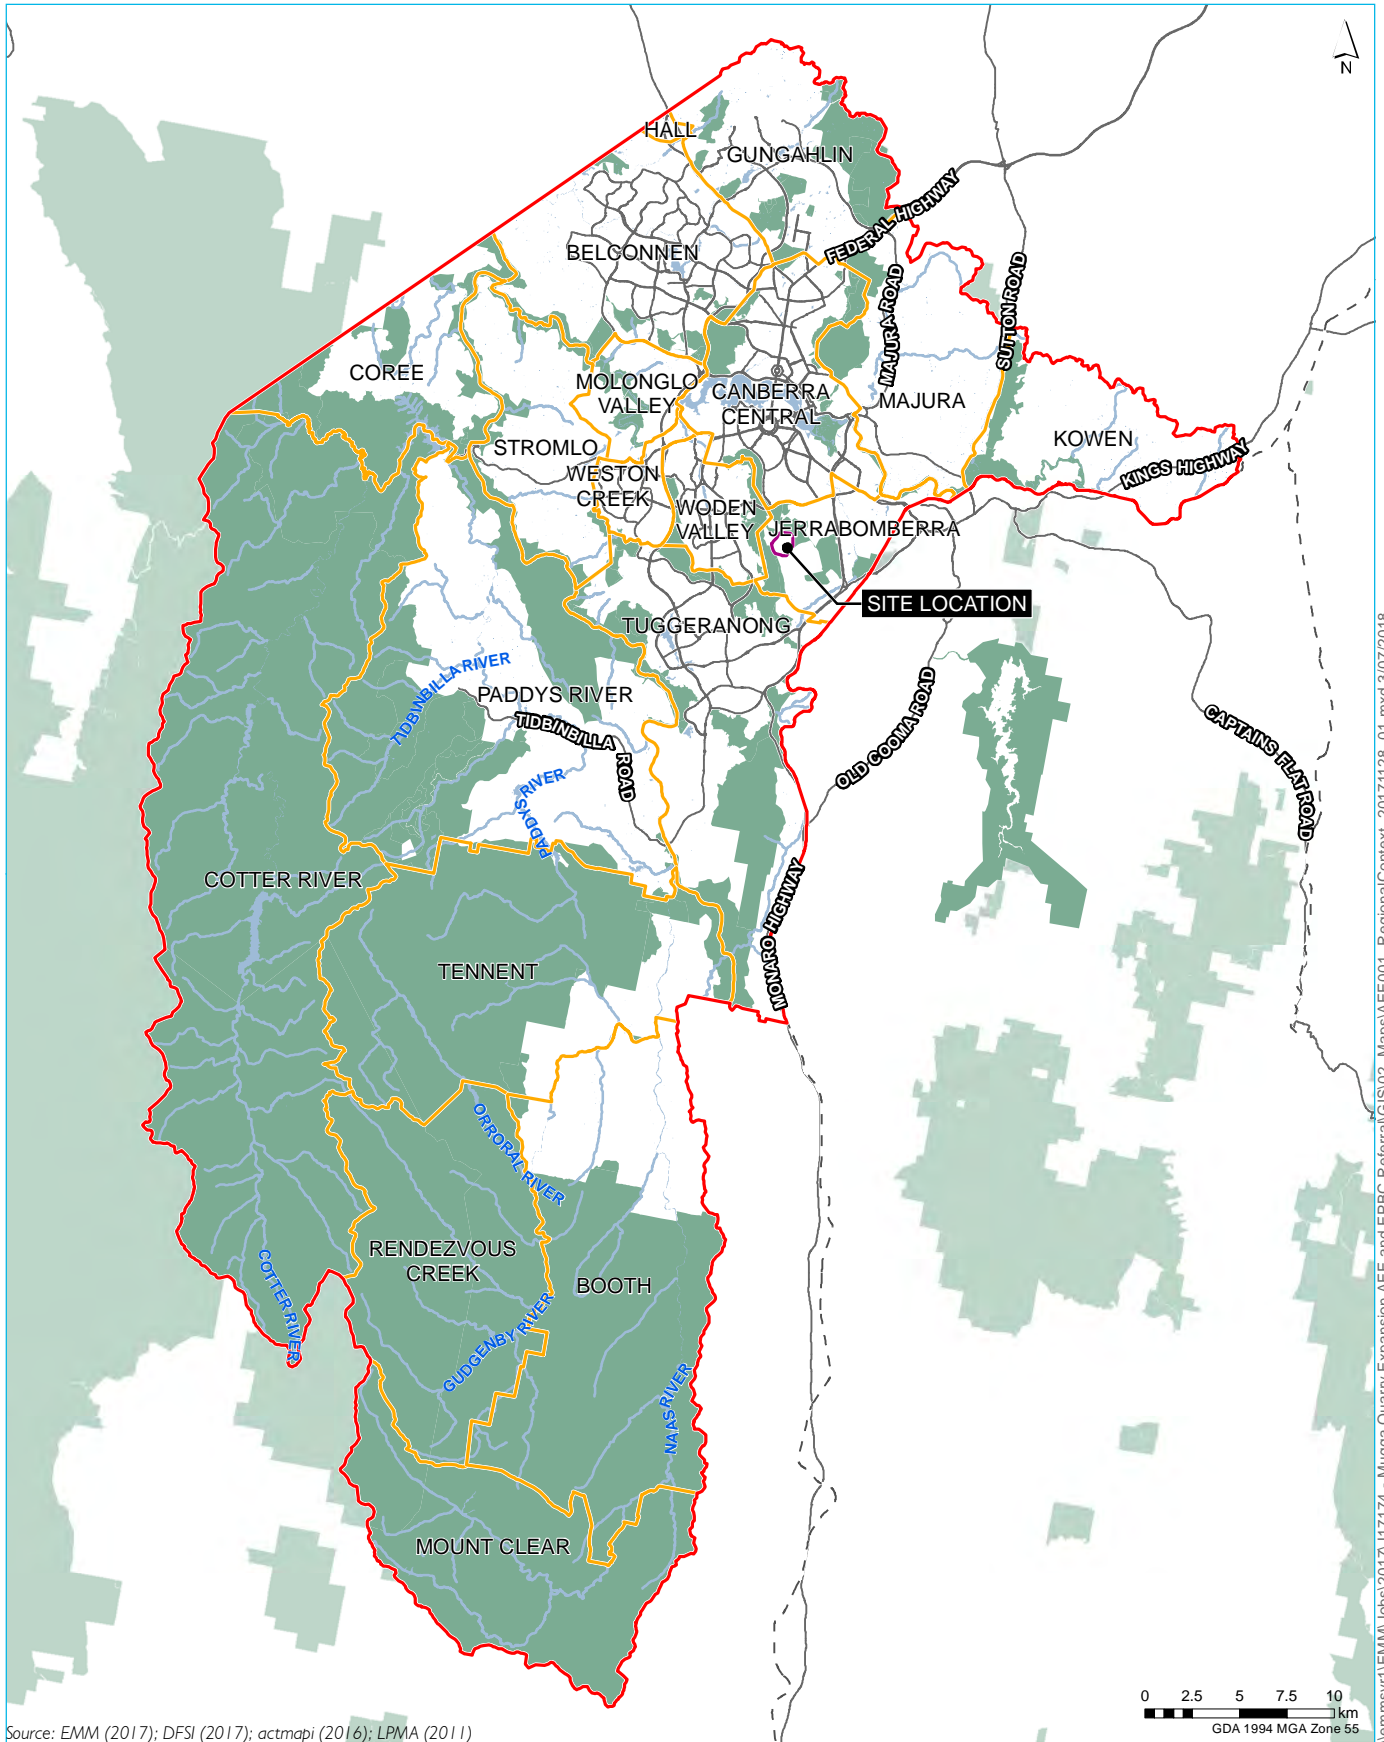 N
HALL
GUNGAHLIN
FEDERAL HIGHWAY
BELCONNEN
MAJURA ROAD
SUTTON ROAD
COREE
MOLONGLO
VALLEY
CANBERRA
CENTRAL
MAJURA
KOWEN
STROMLO
KINGS HIGHWAY
WESTON
CREEK
WODEN
VALLEY
JERRABOMBERRA
SITE LOCATION
TUGGERANONG
TIDBINBILLA RIVER
PADDYS RIVER
TIDBINBILLA ROAD
OLD COOMA ROAD
CAPTAINS FLAT ROAD
PADDYS RIVER
COTTER RIVER
MONARO HIGHWAY
TENNENT
ORRORAL RIVER
RENDEZVOUS
CREEK
BOOTH
COTTER RIVER
GUDGENBY RIVER
NAAS RIVER
MOUNT CLEAR
0 2.5 5 7.5 10
km
GDA 1994 MGA Zone 55
Source: EMM (2017); DFSI (2017); actmapi (2016); LPMA (2011)